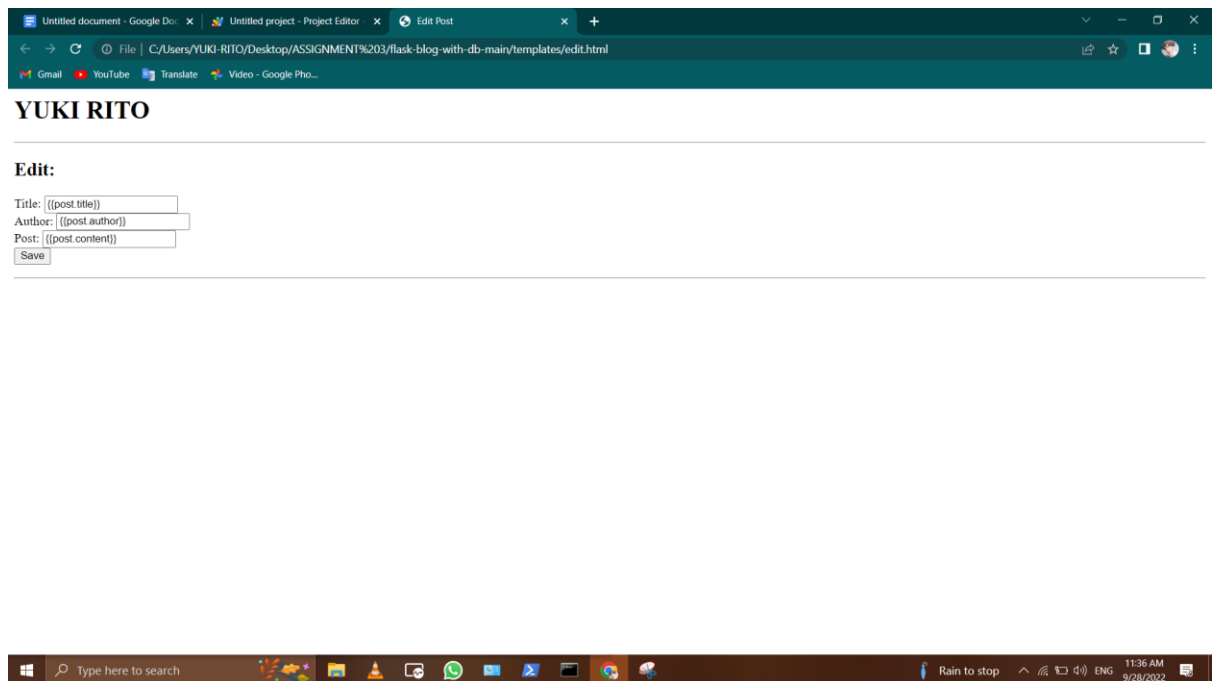 Untitled document - Google Doc
Untitled project - Project Editor -
Edit Post
File | C:/Users/YUKI-RITO/Desktop/ASSIGNMENT%203/flask-blog-with-db-main/templates/edit.html
Gmail
YouTube
Translate
Video - Google Pho...
YUKI RITO
Edit:
Title: {{post.title}}
Author: {{post.author}}
Post: {{post.content}}
Save
Type here to search
Rain to stop
ENG
11:36 AM
9/28/2022